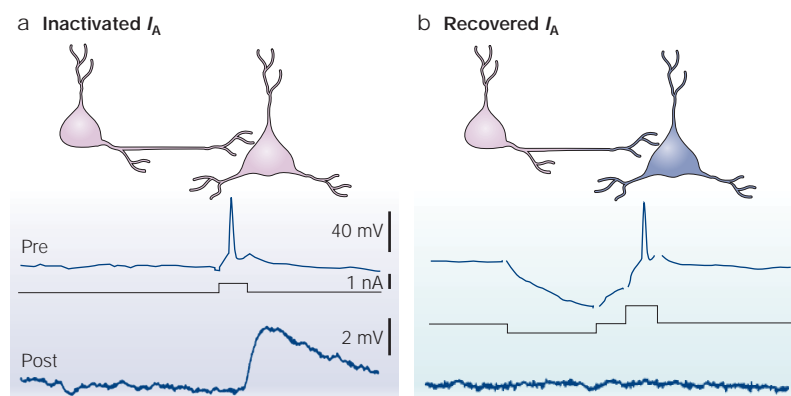 a Inactivated IA
b Recovered IA
40 mV
Pre
1 nA
2 mV
Post